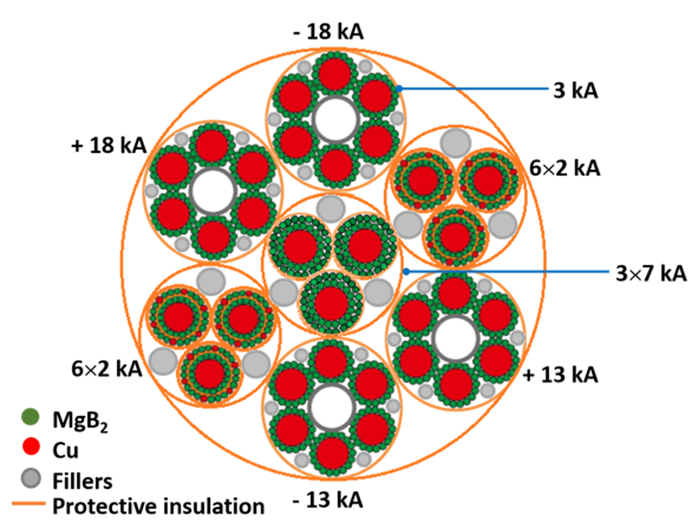 - 18 kA
3 kA
+ 18 kA
6×2 kA
3×7 kA
6×2 kA
+ 13 kA
MgB₂
Cu
Fillers
Protective insulation
- 13 kA